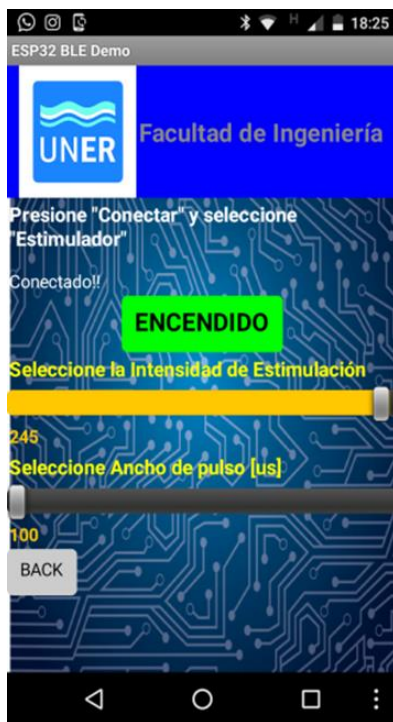 H
18:25
ESP32 BLE Demo
UNER
Facultad de Ingeniería
Presione "Conectar" y seleccione
"Estimulador"
Conectado!!
ENCENDIDO
Seleccione la Intensidad de Estimulación
245
Seleccione Ancho de pulso [us]
100
BACK